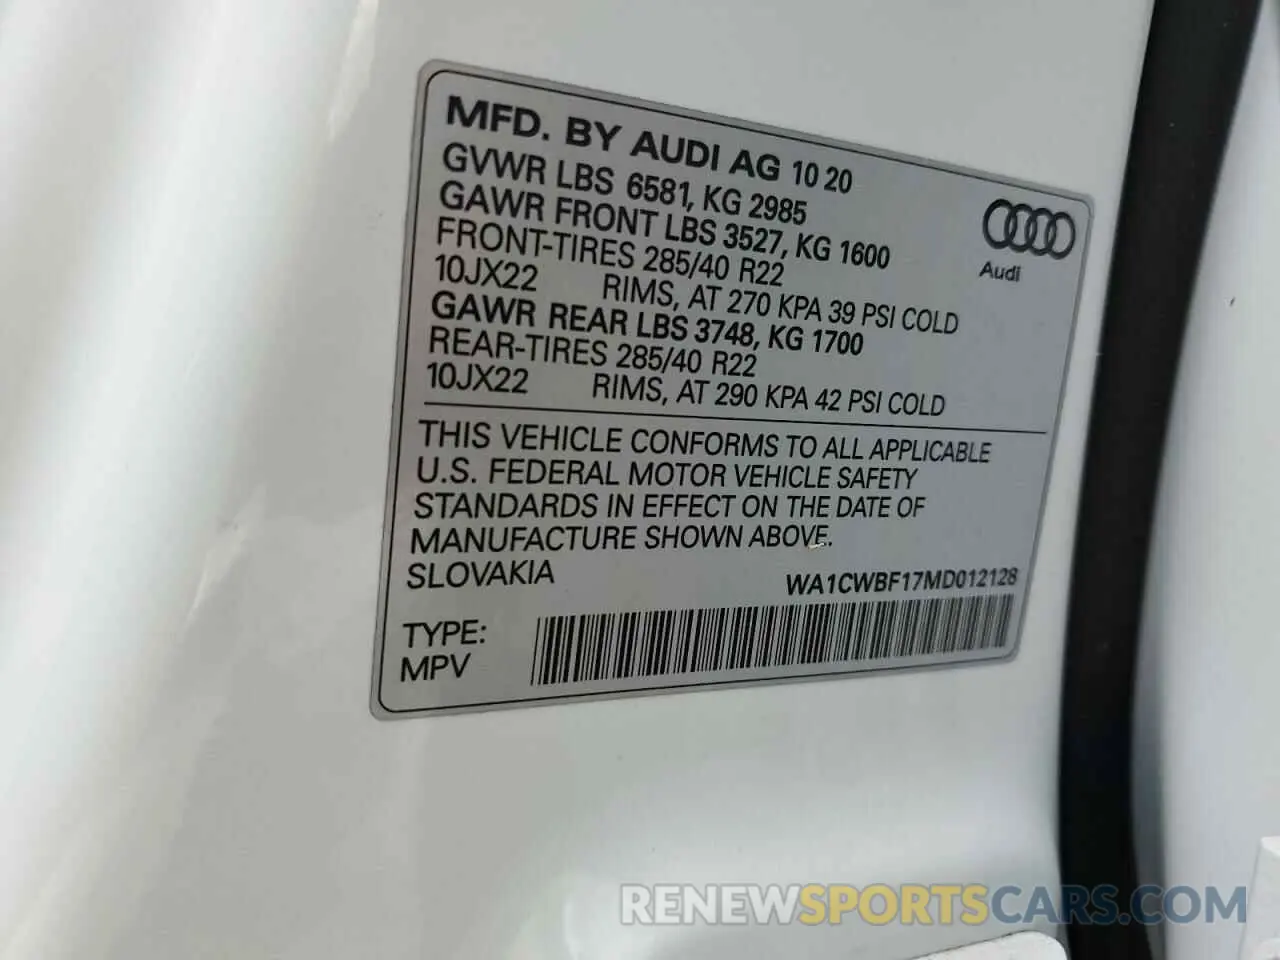 MFD. BY AUDI AG 10 20
GVWR LBS 6581, KG 2985
GAWR FRONT LBS 3527, KG 1600
FRONT-TIRES 285/40 R22
10JX22 RIMS, AT 270 KPA 39 PSI COLD
GAWR REAR LBS 3748, KG 1700
REAR-TIRES 285/40 R22
10JX22 RIMS, AT 290 KPA 42 PSI COLD
Audi
THIS VEHICLE CONFORMS TO ALL APPLICABLE
U.S. FEDERAL MOTOR VEHICLE SAFETY
STANDARDS IN EFFECT ON THE DATE OF
MANUFACTURE SHOWN ABOVE.
SLOVAKIA
WA1CWBF17MD012128
TYPE:
MPV
RENEWSPORTSCARS.COM